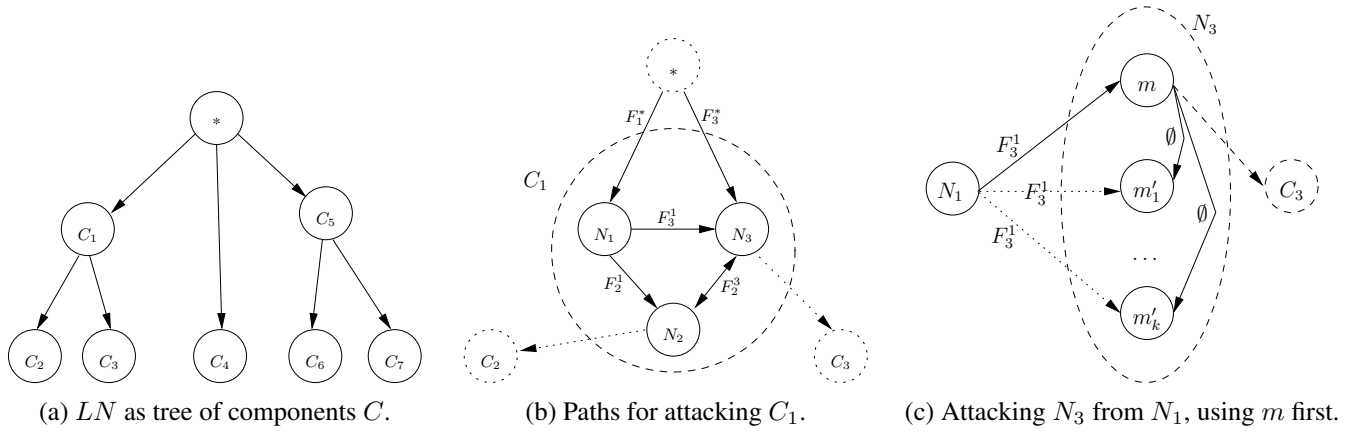 *
C₁
C₅
C₂
C₃
C₄
C₆
C₇
(a) LN as tree of components C.
*
F₁*
F₃*
C₁
N₁
F₃¹
N₃
F₂¹
F₂³
N₂
C₂
C₃
(b) Paths for attacking C₁.
N₃
m
F₃¹
∅
N₁
F₃¹
m′₁
C₃
F₃¹
∅
...
m′ₖ
(c) Attacking N₃ from N₁, using m first.